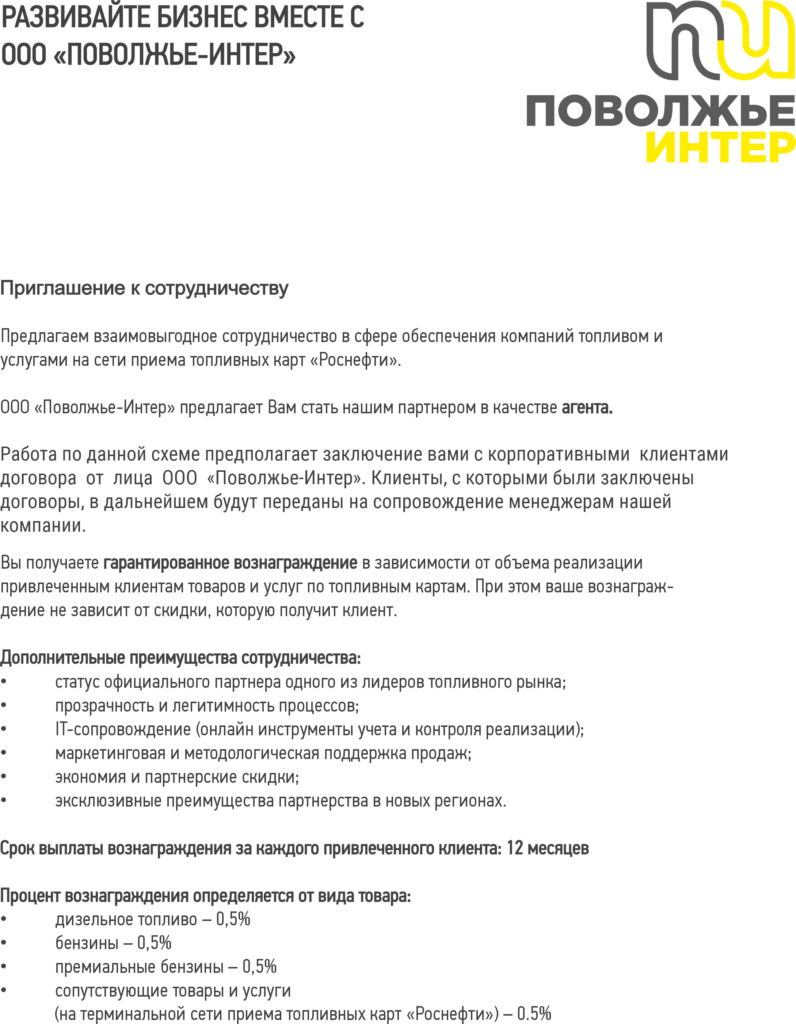 РАЗВИВАЙТЕ БИЗНЕС ВМЕСТЕ С
ООО «ПОВОЛЖЬЕ-ИНТЕР»
ПОВОЛЖЬЕ
ИНТЕР
Приглашение к сотрудничеству
Предлагаем взаимовыгодное сотрудничество в сфере обеспечения компаний топливом и
услугами на сети приема топливных карт «Роснефти».
ООО «Поволжье-Интер» предлагает Вам стать нашим партнером в качестве агента.
Работа по данной схеме предполагает заключение вами с корпоративными клиентами
договора от лица ООО «Поволжье-Интер». Клиенты, с которыми были заключены
договоры, в дальнейшем будут переданы на сопровождение менеджерам нашей
компании.
Вы получаете гарантированное вознаграждение в зависимости от объема реализации
привлеченным клиентам товаров и услуг по топливным картам. При этом ваше вознаграж-
дение не зависит от скидки, которую получит клиент.
Дополнительные преимущества сотрудничества:
• статус официального партнера одного из лидеров топливного рынка;
• прозрачность и легитимность процессов;
• IT-сопровождение (онлайн инструменты учета и контроля реализации);
• маркетинговая и методологическая поддержка продаж;
• экономия и партнерские скидки;
• эксклюзивные преимущества партнерства в новых регионах.
Срок выплаты вознаграждения за каждого привлеченного клиента: 12 месяцев
Процент вознаграждения определяется от вида товара:
• дизельное топливо – 0,5%
• бензины – 0,5%
• премиальные бензины – 0,5%
• сопутствующие товары и услуги
(на терминальной сети приема топливных карт «Роснефти») – 0.5%